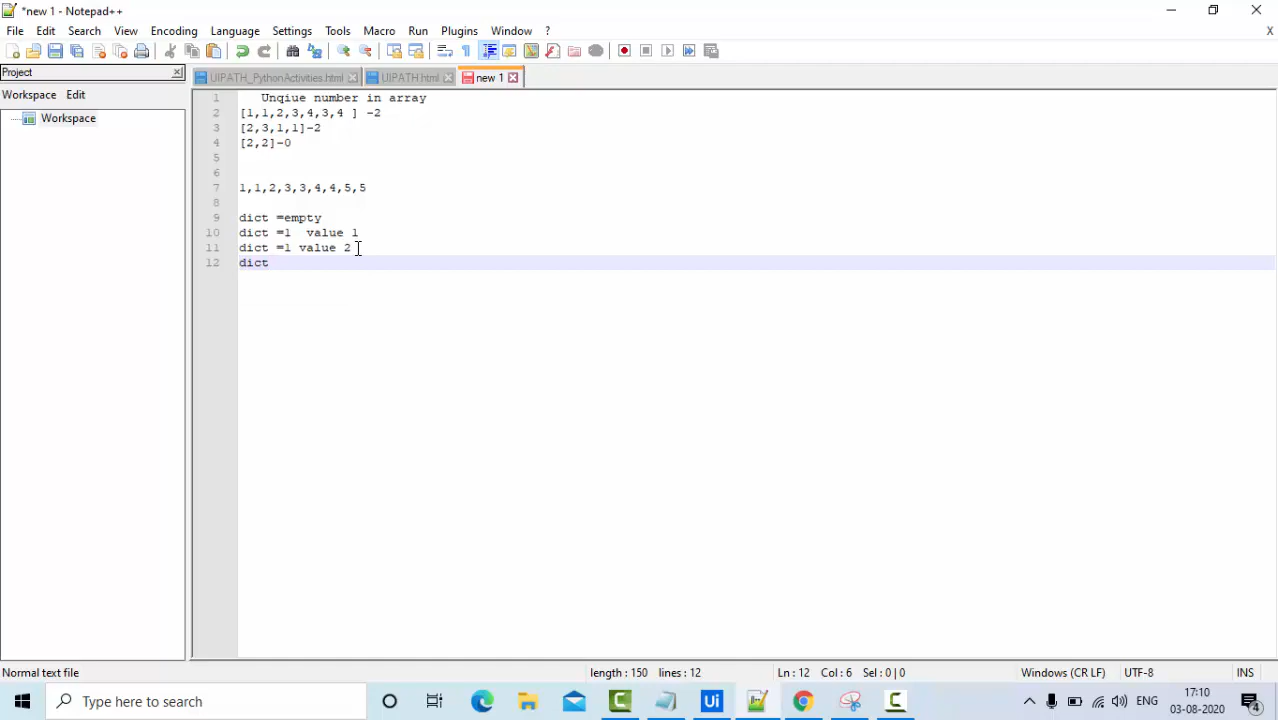 *new 1 - Notepad++
File Edit Search View Encoding Language Settings Tools Macro Run Plugins Window ? X
Project
UIPATH_PythonActivities.html UIPATH.html new 1
Workspace Edit
Workspace
1 Unqiue number in array
2 [1,1,2,3,4,3,4 ] -2
3 [2,3,1,1]-2
4 [2,2]-0
5
6
7 1,1,2,3,3,4,4,5,5
8
9 dict =empty
10 dict =1  value 1
11 dict =1 value 2
12 dict
Normal text file length : 150 lines : 12 Ln : 12 Col : 6 Sel : 0 | 0 Windows (CR LF) UTF-8 INS
Type here to search Ui ENG 17:10
03-08-2020 4